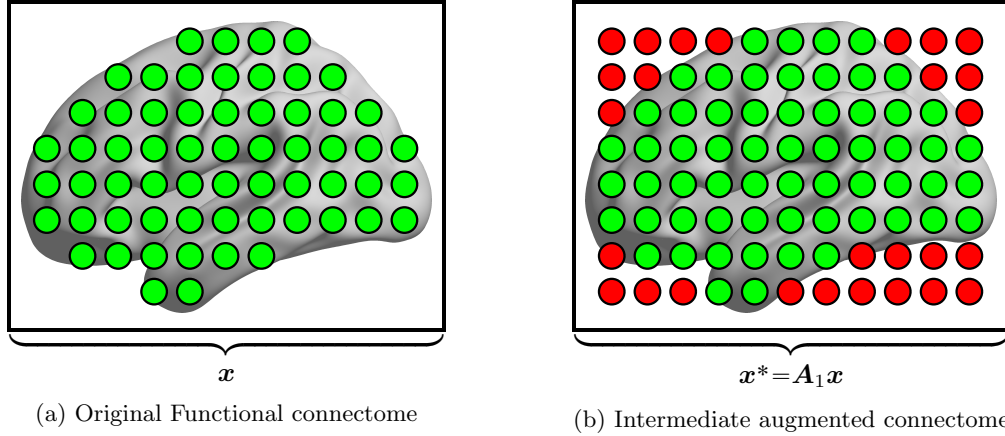 x
x*=A₁x
(a) Original Functional connectome
(b) Intermediate augmented connectome